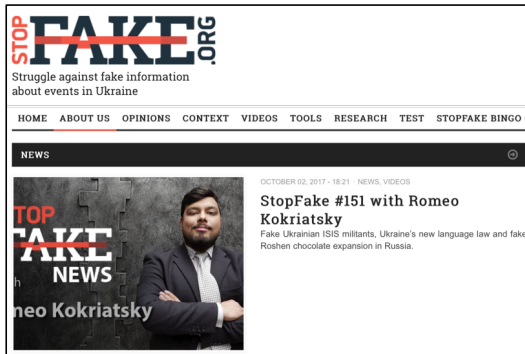 STOP
FAKE
.ORG
Struggle against fake information
about events in Ukraine
HOME ABOUT US OPINIONS CONTEXT VIDEOS TOOLS RESEARCH TEST STOPFAKE BINGO
NEWS
TOP
FAKE
NEWS
h
meo Kokriatsky
OCTOBER 02, 2017 - 18:21 · NEWS, VIDEOS
StopFake #151 with Romeo
Kokriatsky
Fake Ukrainian ISIS militants, Ukraine's new language law and fake
Roshen chocolate expansion in Russia.